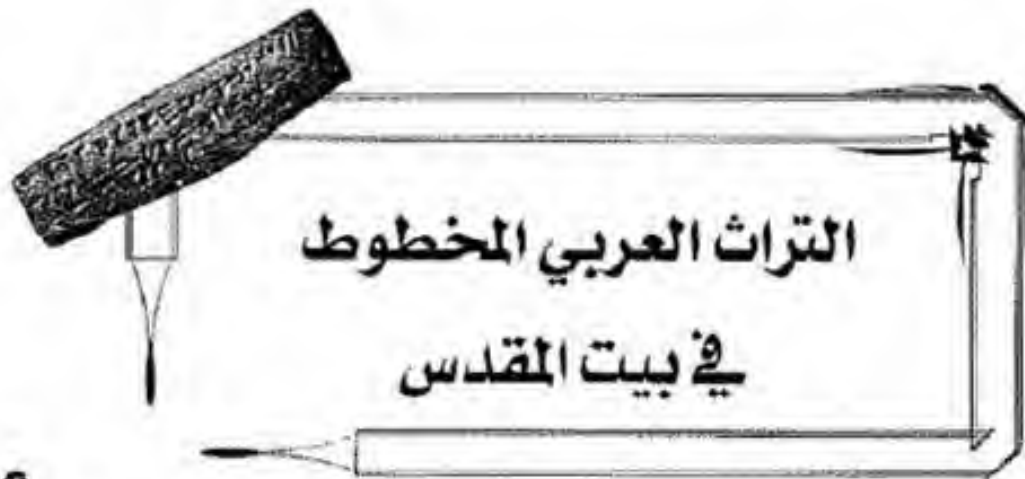 التراث العربي المخطوط
في بيت المقدس